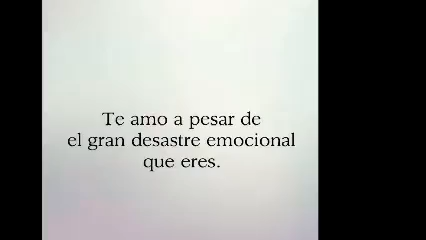 Te amo a pesar de
el gran desastre emocional
que eres.